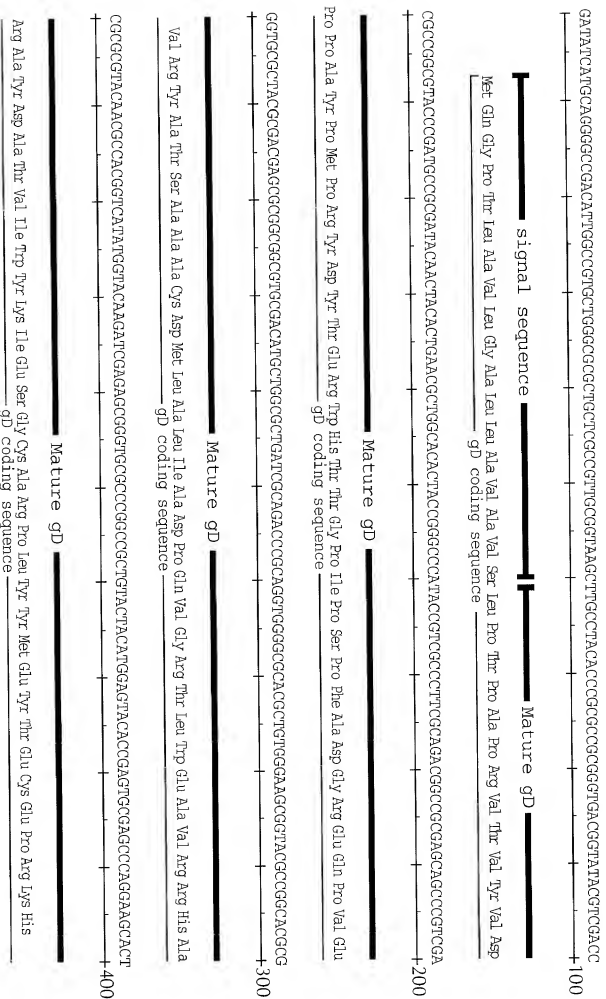 GATATCATGCAGGGGCCGACATTGGCCGTGCTGGGCGCGCTGCTCGCCGTTGCGGTAAGCTTGCCTACACCCGCGCCGCGGGTGACGGTATACGTCGACC
100
signal sequence Mature gD
Met Gln Gly Pro Thr Leu Ala Val Leu Gly Ala Leu Leu Ala Val Ala Val Ser Leu Pro Thr Pro Ala Pro Arg Val Thr Val Tyr Val Asp
gD coding sequence
CGCCGGCGTACCCGATGCCGCGATACAACTACACTGAACGCTGGCACACTACCGGGCCCATACCGTCGCCCTTCGCAGACGGCCGCGAGCAGCCCGTCGA
200
Mature gD
Pro Pro Ala Tyr Pro Met Pro Arg Tyr Asp Tyr Thr Glu Arg Trp His Thr Thr Gly Pro Ile Pro Ser Pro Phe Ala Asp Gly Arg Glu Gln Pro Val Glu
gD coding sequence
GGTGCGCTACGCGACGAGCGCGGCGGCGTGCGACATGCTGGCGCTGATCGCAGACCCGCAGGTGGGGCGCACGCTGTGGGAAGCGGTACGCCGGCACGCG
300
Mature gD
Val Arg Tyr Ala Thr Ser Ala Ala Ala Cys Asp Met Leu Ala Leu Ile Ala Asp Pro Gln Val Gly Arg Thr Leu Trp Glu Ala Val Arg Arg His Ala
gD coding sequence
CGCGCGTACAACGCCACGGTCATATGGTACAAGATCGAGAGCGGGTGCGCCCGGCCGCTGTACTACATGGAGTACACCGAGTGCGAGCCCAGGAAGCACT
400
Mature gD
Arg Ala Tyr Asp Ala Thr Val Ile Trp Tyr Lys Ile Glu Ser Gly Cys Ala Arg Pro Leu Tyr Tyr Met Glu Tyr Thr Glu Cys Glu Pro Arg Lys His
gD coding sequence